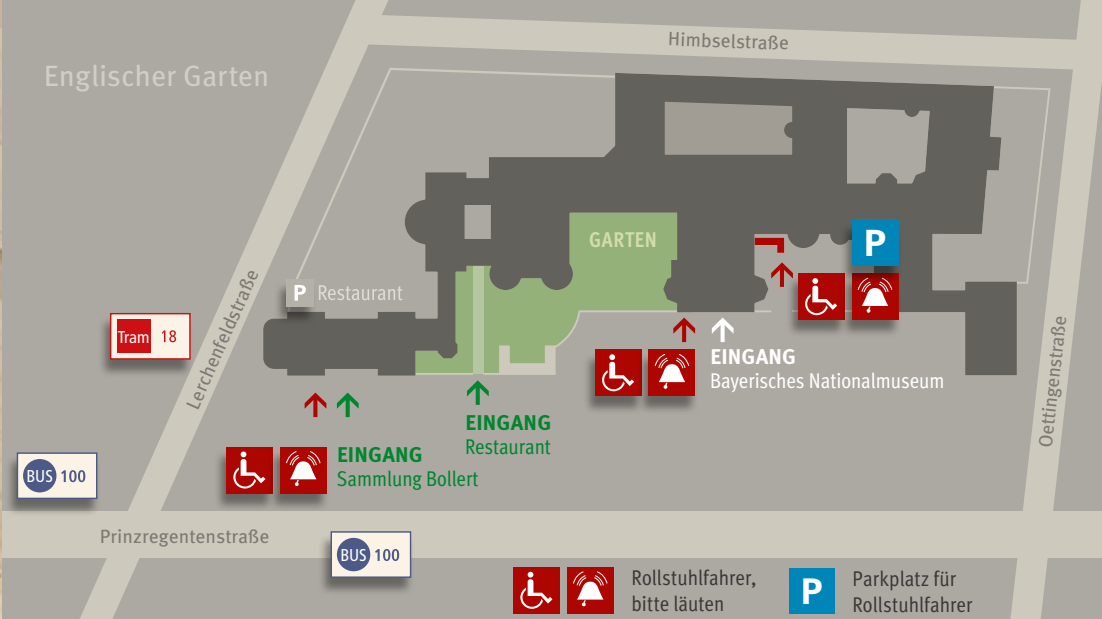 Himbselstraße
Englischer Garten
GARTEN
P
P Restaurant
Lerchenfeldstraße
Tram 18
EINGANG
Bayerisches Nationalmuseum
Oettingenstraße
EINGANG
Restaurant
EINGANG
Sammlung Bollert
BUS 100
Prinzregentenstraße
BUS 100
Rollstuhlfahrer,
bitte läuten
P
Parkplatz für
Rollstuhlfahrer